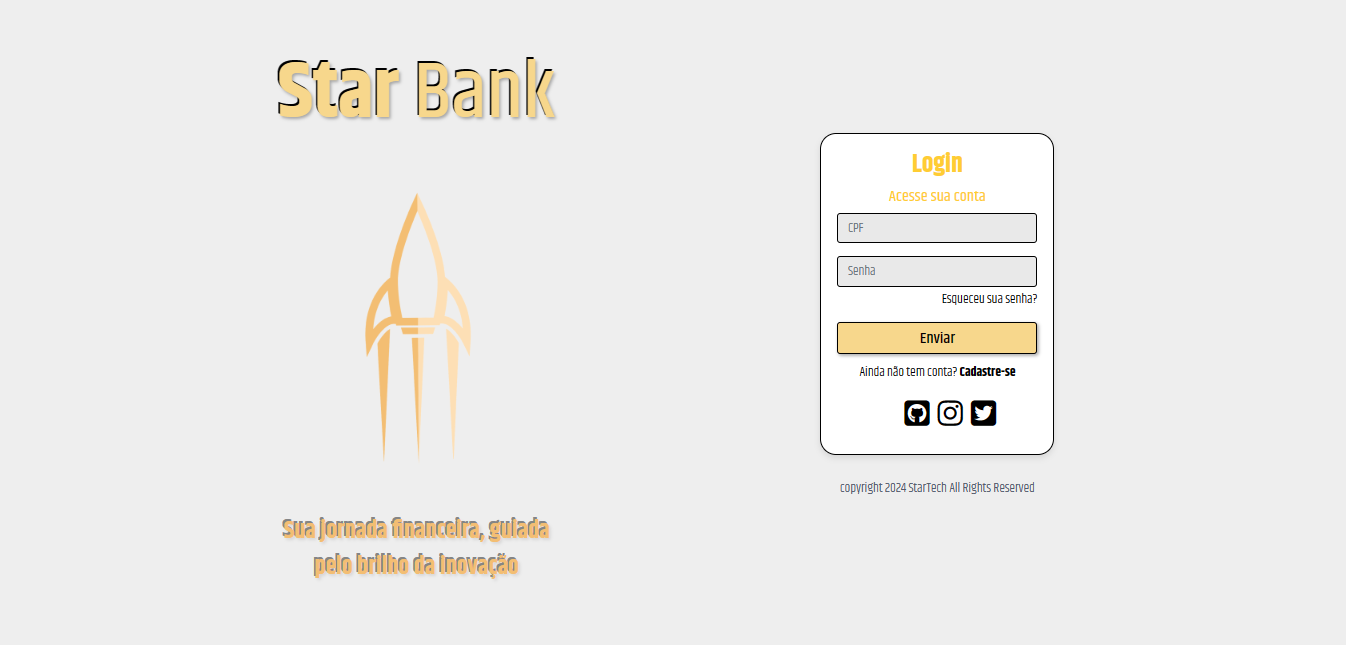 Star Bank
Sua jornada financeira, guiada
pelo brilho da Inovação
Login
Acesse sua conta
CPF
Senha
Esqueceu sua senha?
Enviar
Ainda não tem conta? Cadastre-se
copyright 2024 StarTech All Rights Reserved